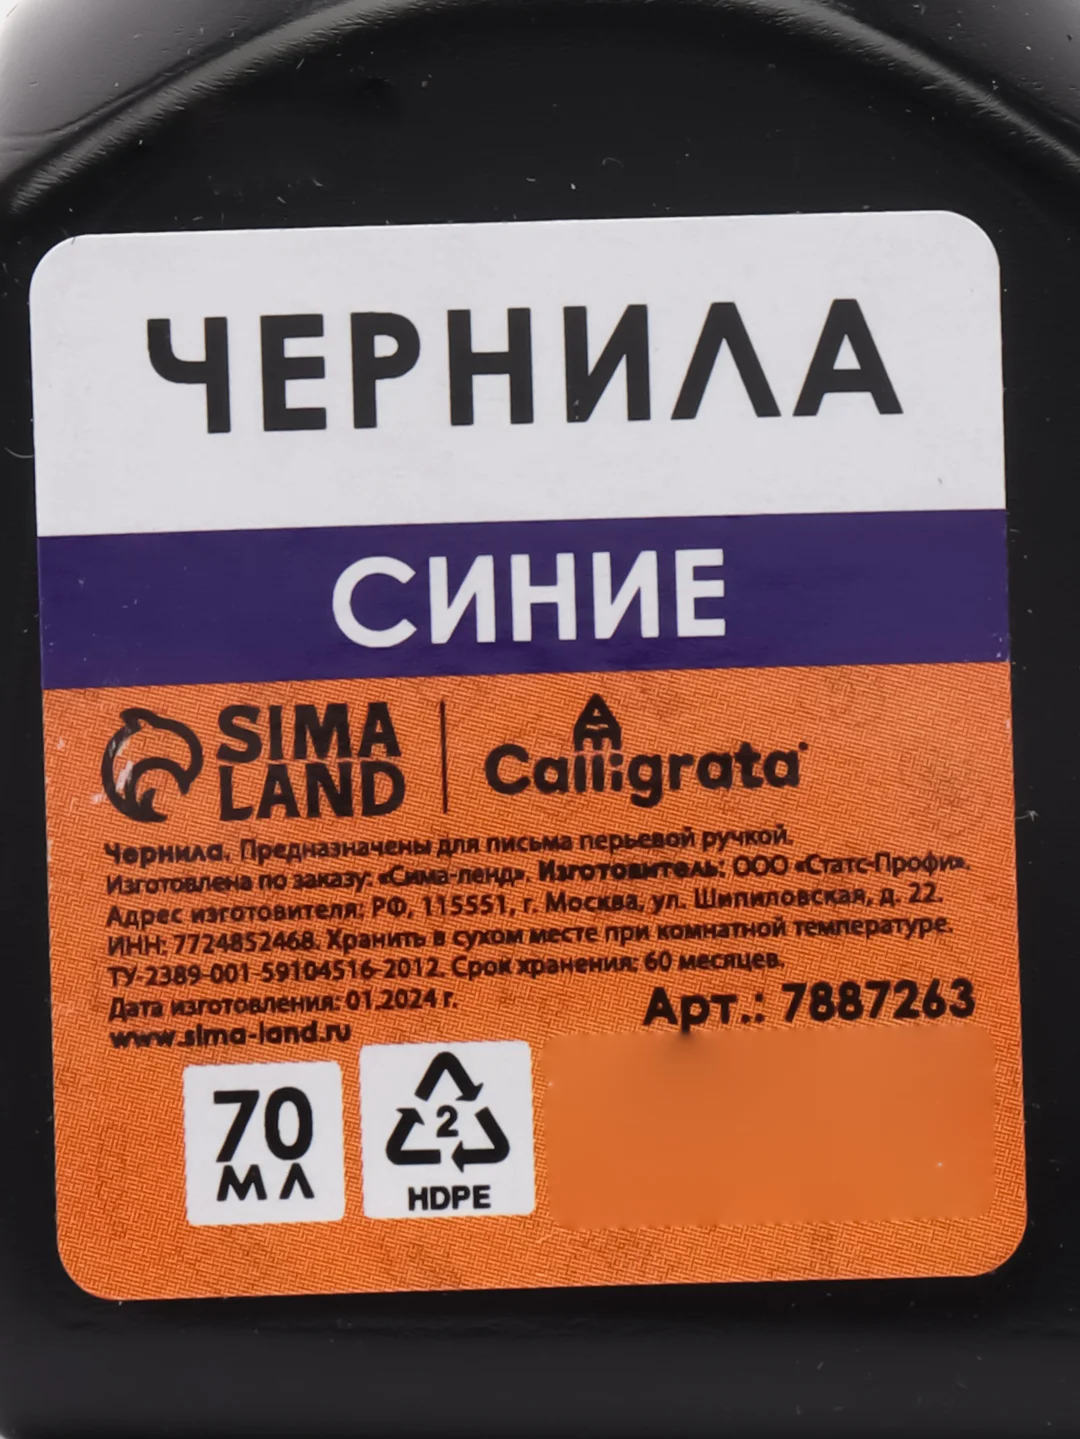 ЧЕРНИЛА
СИНИЕ
SIMA
LAND
Calligrata
Чернила. Предназначены для письма перьевой ручкой.
Изготовлена по заказу: «Сима-ленд». Изготовитель: ООО «Статс-Профи».
Адрес изготовителя: РФ, 115551, г. Москва, ул. Шипиловская, д. 22.
ИНН: 7724852468. Хранить в сухом месте при комнатной температуре.
ТУ-2389-001-59104516-2012. Срок хранения: 60 месяцев.
Дата изготовления: 01.2024 г.
Арт.: 7887263
www.sima-land.ru
70
МЛ
2
HDPE